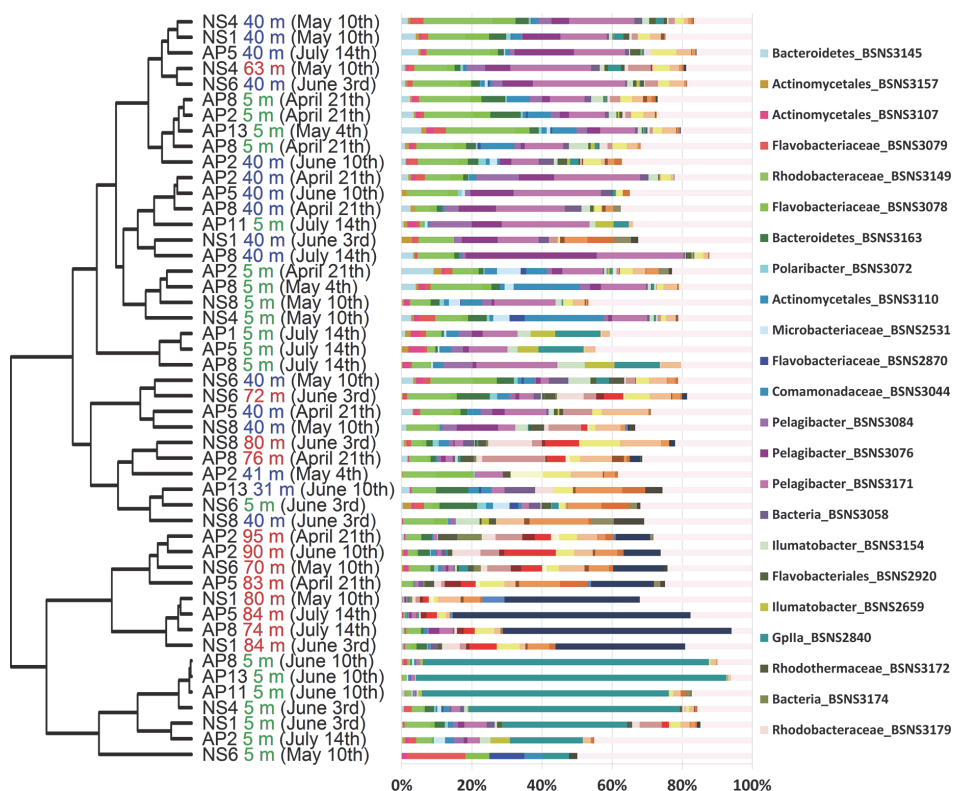 NS4 40 m (May 10th)
NS1 40 m (May 10th)
AP5 40 m (July 14th)
NS4 63 m (May 10th)
NS6 40 m (June 3rd)
AP8 5 m (April 21th)
AP2 5 m (April 21th)
AP13 5 m (May 4th)
AP8 5 m (April 21th)
AP2 40 m (June 10th)
AP2 40 m (April 21th)
AP5 40 m (June 10th)
AP8 40 m (April 21th)
AP11 5 m (July 14th)
NS1 40 m (June 3rd)
AP8 40 m (July 14th)
AP2 5 m (April 21th)
AP8 5 m (May 4th)
NS8 5 m (May 10th)
NS4 5 m (May 10th)
AP1 5 m (July 14th)
AP5 5 m (July 14th)
AP8 5 m (July 14th)
NS6 40 m (May 10th)
NS6 72 m (June 3rd)
AP5 40 m (April 21th)
NS8 40 m (May 10th)
NS8 80 m (June 3rd)
AP8 76 m (April 21th)
AP2 41 m (May 4th)
AP13 31 m (June 10th)
NS6 5 m (June 3rd)
NS8 40 m (June 3rd)
AP2 95 m (April 21th)
AP2 90 m (June 10th)
NS6 70 m (May 10th)
AP5 83 m (April 21th)
NS1 80 m (May 10th)
AP5 84 m (July 14th)
AP8 74 m (July 14th)
NS1 84 m (June 3rd)
AP8 5 m (June 10th)
AP13 5 m (June 10th)
AP11 5 m (June 10th)
NS4 5 m (June 3rd)
NS1 5 m (June 3rd)
AP2 5 m (July 14th)
NS6 5 m (May 10th)
0% 20% 40% 60% 80% 100%
Bacteroidetes_BSNS3145
Actinomycetales_BSNS3157
Actinomycetales_BSNS3107
Flavobacteriaceae_BSNS3079
Rhodobacteraceae_BSNS3149
Flavobacteriaceae_BSNS3078
Bacteroidetes_BSNS3163
Polaribacter_BSNS3072
Actinomycetales_BSNS3110
Microbacteriaceae_BSNS2531
Flavobacteriaceae_BSNS2870
Comamonadaceae_BSNS3044
Pelagibacter_BSNS3084
Pelagibacter_BSNS3076
Pelagibacter_BSNS3171
Bacteria_BSNS3058
Ilumatobacter_BSNS3154
Flavobacteriales_BSNS2920
Ilumatobacter_BSNS2659
GpIIa_BSNS2840
Rhodothermaceae_BSNS3172
Bacteria_BSNS3174
Rhodobacteraceae_BSNS3179